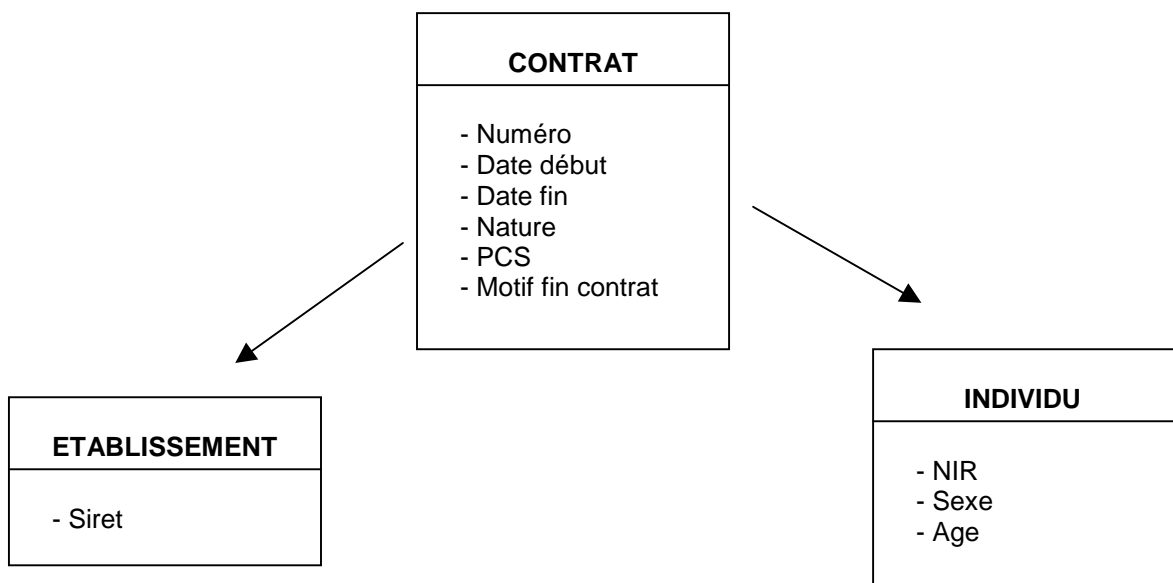 CONTRAT
- Numéro
- Date début
- Date fin
- Nature
- PCS
- Motif fin contrat
ETABLISSEMENT
- Siret
INDIVIDU
- NIR
- Sexe
- Age